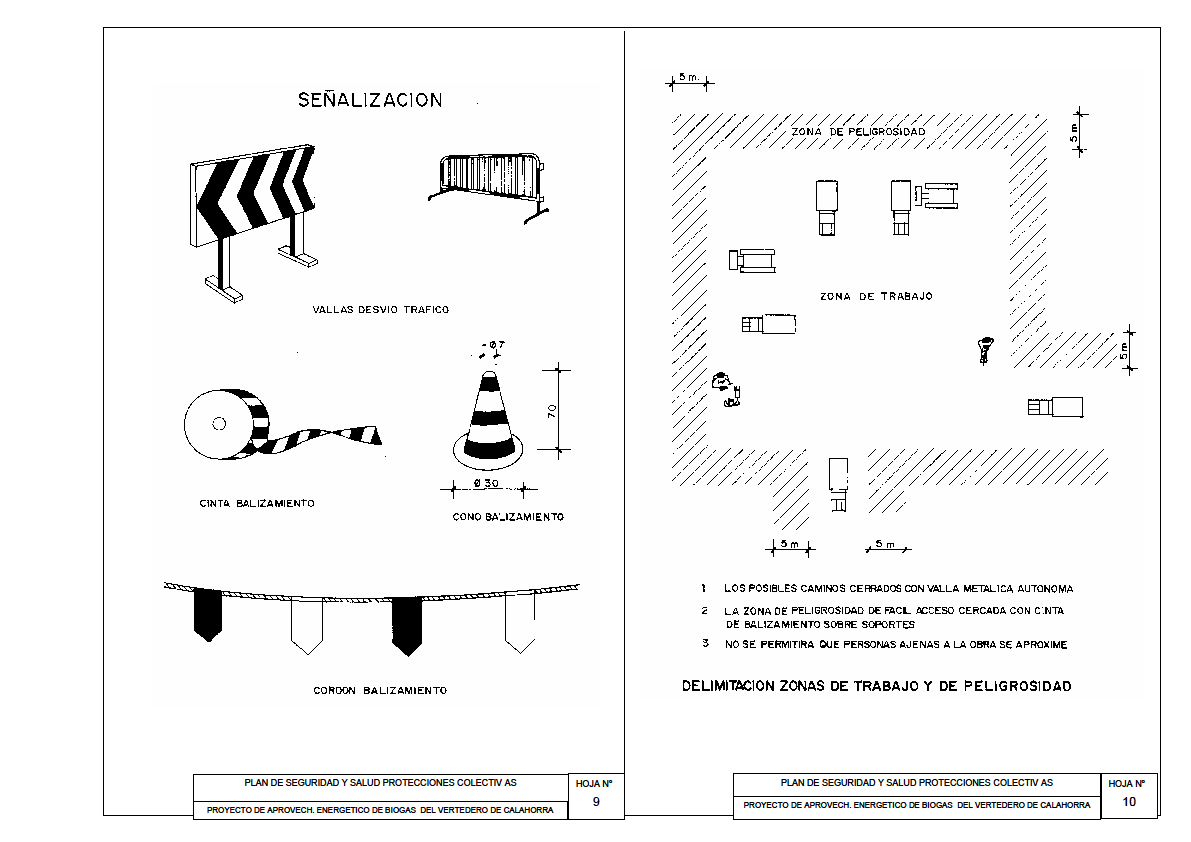 SEÑALIZACION
VALLAS DESVIO TRAFICO
Ø7
70
Ø 30
CINTA BALIZAMIENTO
CONO BALIZAMIENTO
CORDON BALIZAMIENTO
PLAN DE SEGURIDAD Y SALUD PROTECCIONES COLECTIV AS
HOJA Nº
9
PROYECTO DE APROVECH. ENERGETICO DE BIOGAS DEL VERTEDERO DE CALAHORRA
5 m.
ZONA DE PELIGROSIDAD
5 m
ZONA DE TRABAJO
5 m
5 m
5 m
1 LOS POSIBLES CAMINOS CERRADOS CON VALLA METALICA AUTONOMA
2 LA ZONA DE PELIGROSIDAD DE FACIL ACCESO CERCADA CON CINTA
DE BALIZAMIENTO SOBRE SOPORTES
3 NO SE PERMITIRA QUE PERSONAS AJENAS A LA OBRA SE APROXIME
DELIMITACION ZONAS DE TRABAJO Y DE PELIGROSIDAD
PLAN DE SEGURIDAD Y SALUD PROTECCIONES COLECTIV AS
HOJA Nº
10
PROYECTO DE APROVECH. ENERGETICO DE BIOGAS DEL VERTEDERO DE CALAHORRA